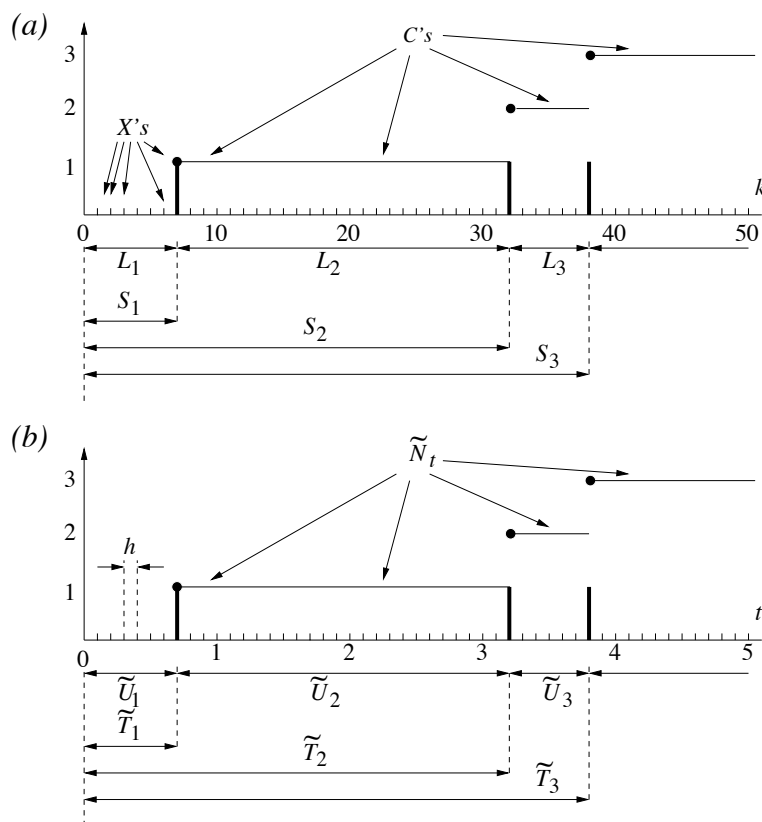 (a)
C's
3
2
X's
1
k
0 10 20 30 40 50
L₁ L₂ L₃
S₁
S₂
S₃
(b)
Ñ_t
3
2
h
1
t
0 1 2 3 4 5
Ũ₁ Ũ₂ Ũ₃
T̃₁
T̃₂
T̃₃